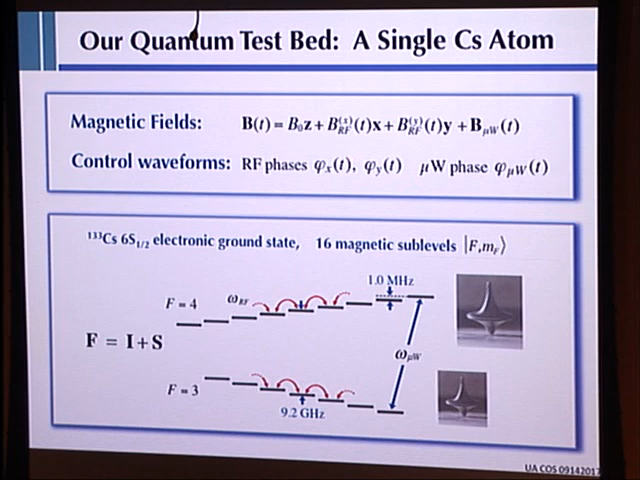 Our Quantum Test Bed: A Single Cs Atom
Magnetic Fields: B(t) = B₀z + B_RF^(x)(t)x + B_RF^(y)(t)y + B_μW(t)
Control waveforms: RF phases φₓ(t), φ_y(t) μW phase φ_μW(t)
¹³³Cs 6S₁/₂ electronic ground state, 16 magnetic sublevels |F,m_F⟩
1.0 MHz
F = 4
ω_RF
F = I + S
ω_μW
F = 3
9.2 GHz
UA COS 09142017